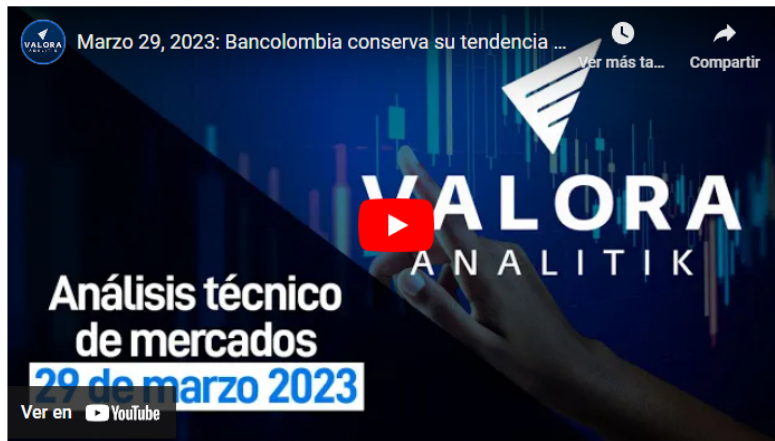 VALORA
ANALITIK
Marzo 29, 2023: Bancolombia conserva su tendencia ...
Ver más ta...
Compartir
VALORA
ANALITIK
Análisis técnico
de mercados
29 de marzo 2023
Ver en YouTube